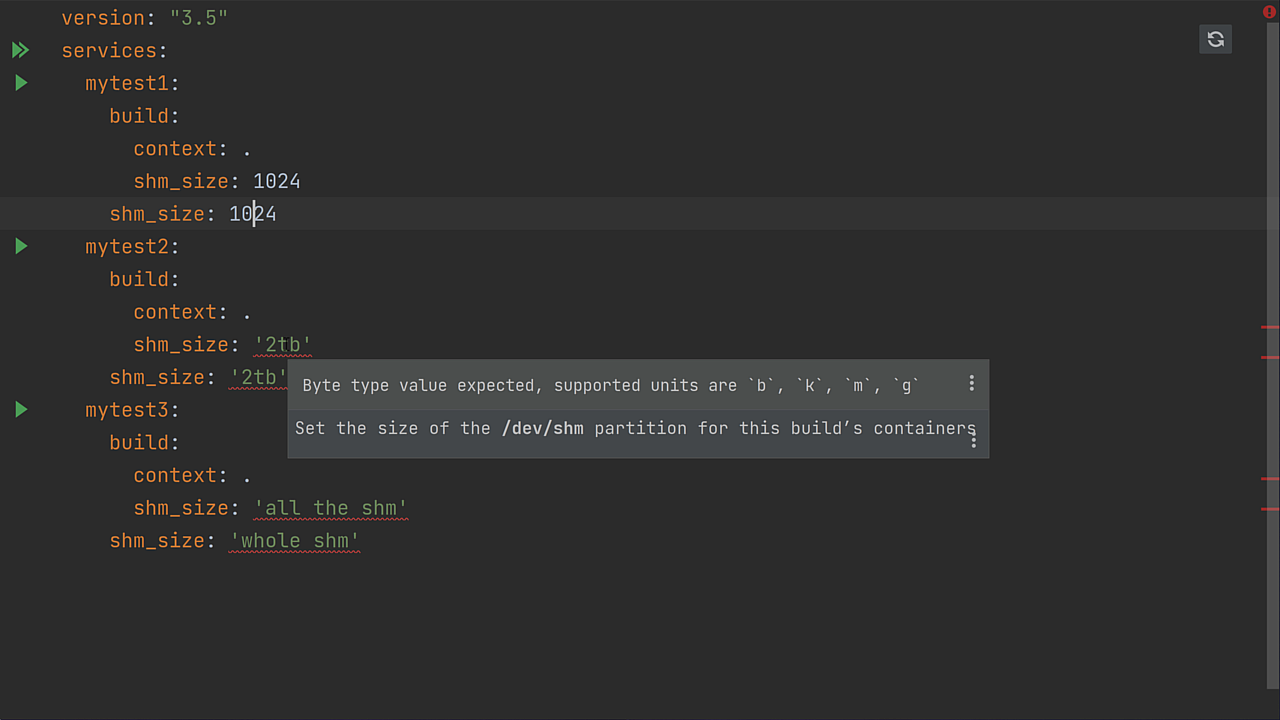 version: "3.5"
services:
mytest1:
build:
context: .
shm_size: 1024
shm_size: 1024
mytest2:
build:
context: .
shm_size: '2tb'
shm_size: '2tb'
Byte type value expected, supported units are `b`, `k`, `m`, `g`
mytest3:
Set the size of the /dev/shm partition for this build’s containers
build:
context: .
shm_size: 'all the shm'
shm_size: 'whole shm'